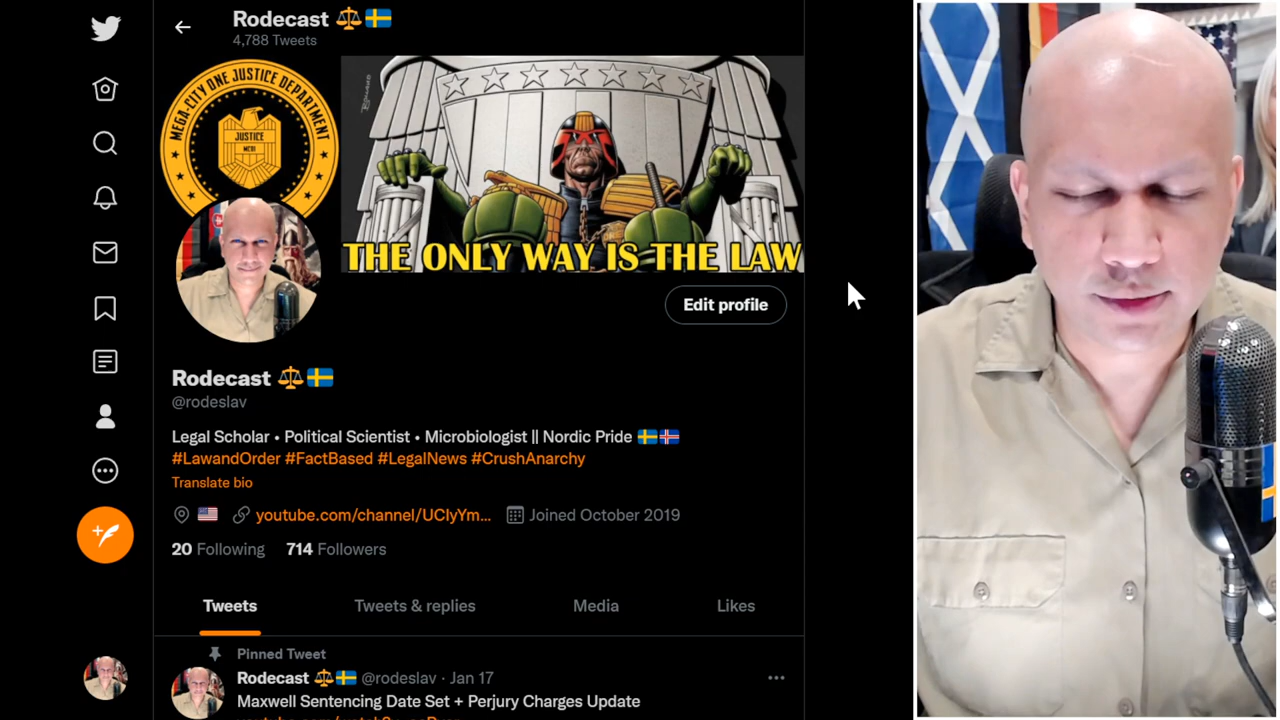 Rodecast
4,788 Tweets
MEGA-CITY ONE JUSTICE DEPARTMENT
JUSTICE
MC01
THE ONLY WAY IS THE LAW
Edit profile
Rodecast
@rodeslav
Legal Scholar • Political Scientist • Microbiologist || Nordic Pride
#LawandOrder #FactBased #LegalNews #CrushAnarchy
Translate bio
youtube.com/channel/UClyYm... Joined October 2019
20 Following 714 Followers
Tweets Tweets & replies Media Likes
Pinned Tweet
Rodecast @rodeslav · Jan 17
Maxwell Sentencing Date Set + Perjury Charges Update